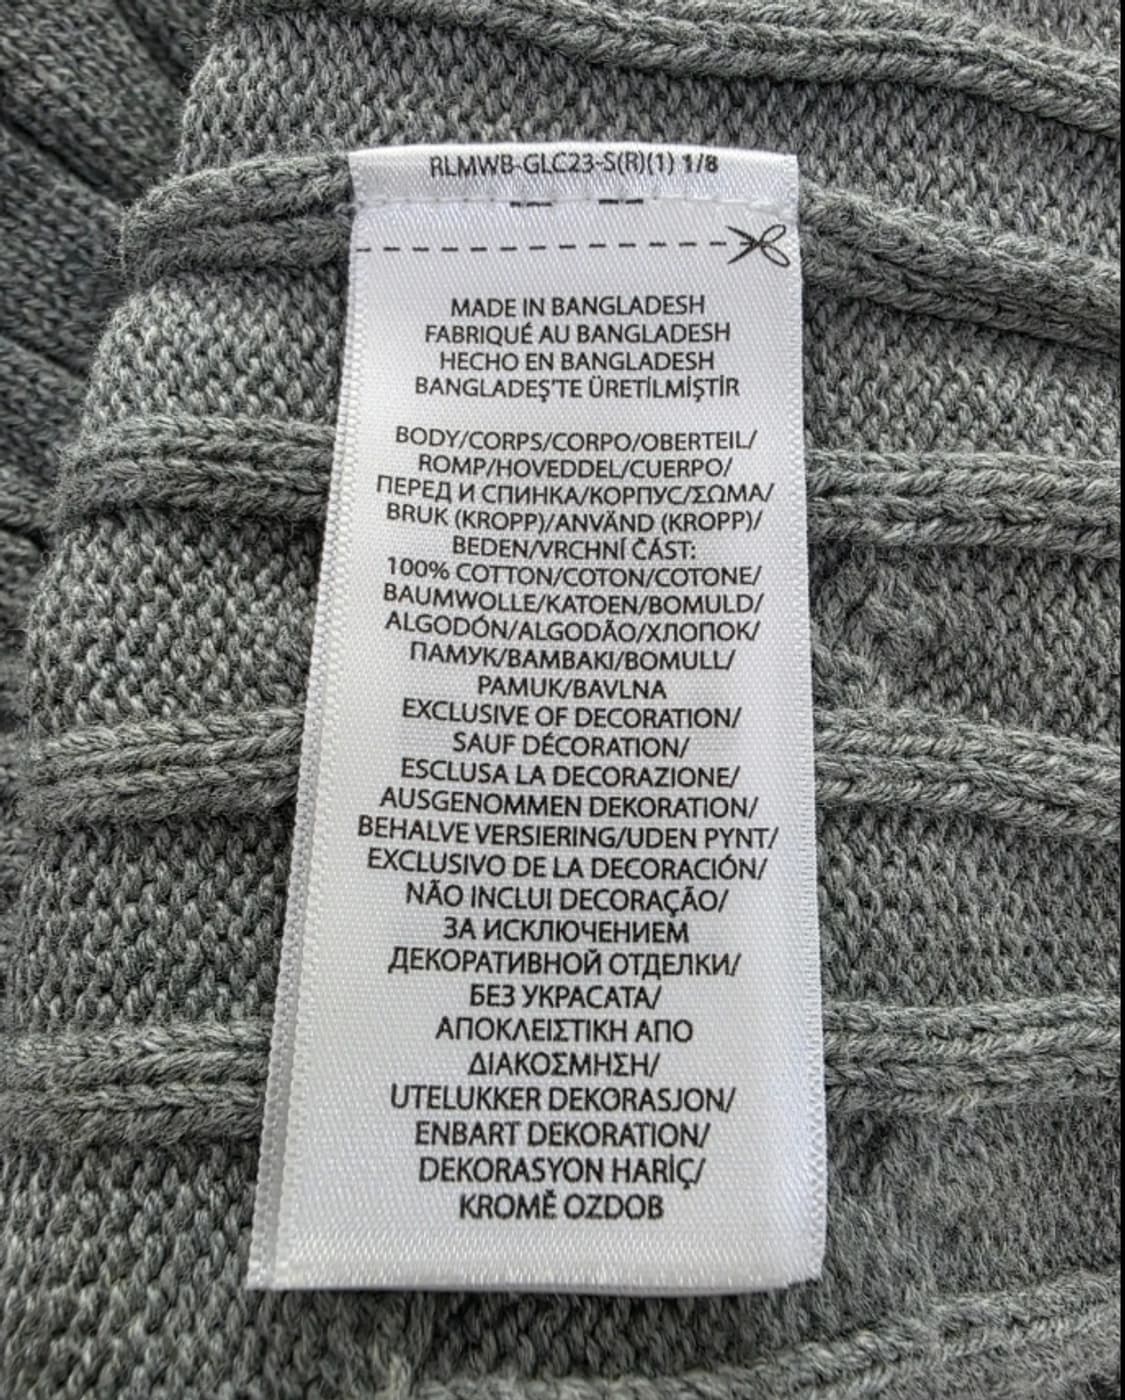 RLMWB-GLC23-S(R)(1) 1/8
MADE IN BANGLADESH
FABRIQUÉ AU BANGLADESH
HECHO EN BANGLADESH
BANGLADEŞ'TE ÜRETİLMİŞTİR
BODY/CORPS/CORPO/OBERTEIL/
ROMP/HOVEDDEL/CUERPO/
ПЕРЕД И СПИНКА/КОРПУС/ΣΩΜΑ/
BRUK (KROPP)/ANVÄND (KROPP)/
BEDEN/VRCHNÍ ČÁST:
100% COTTON/COTON/COTONE/
BAUMWOLLE/KATOEN/BOMULD/
ALGODÓN/ALGODÃO/ХЛОПОК/
ПАМУК/ΒΑΜΒΑΚΙ/BOMULL/
PAMUK/BAVLNA
EXCLUSIVE OF DECORATION/
SAUF DÉCORATION/
ESCLUSA LA DECORAZIONE/
AUSGENOMMEN DEKORATION/
BEHALVE VERSIERING/UDEN PYNT/
EXCLUSIVO DE LA DECORACIÓN/
NÃO INCLUI DECORAÇÃO/
ЗА ИСКЛЮЧЕНИЕМ
ДЕКОРАТИВНОЙ ОТДЕЛКИ/
БЕЗ УКРАСАТА/
ΑΠΟΚΛΕΙΣΤΙΚΗ ΑΠΟ
ΔΙΑΚΟΣΜΗΣΗ/
UTELUKKER DEKORASJON/
ENBART DEKORATION/
DEKORASYON HARİÇ/
KROMĚ OZDOB